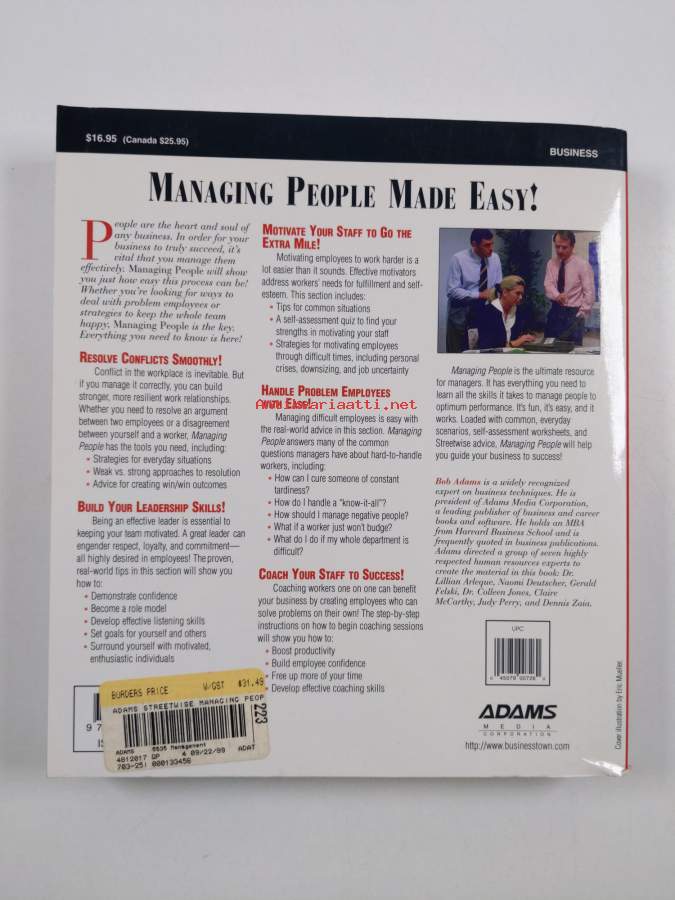 $16.95 (Canada $25.95)
BUSINESS
MANAGING PEOPLE MADE EASY!
People are the heart and soul of
any business. In order for your
business to truly succeed, it's
vital that you manage them
effectively. Managing People will show
you just how easy this process can be!
Whether you're looking for ways to
deal with problem employees or
strategies to keep the whole team
happy, Managing People is the key.
Everything you need to know is here!
RESOLVE CONFLICTS SMOOTHLY!
Conflict in the workplace is inevitable. But
if you manage it correctly, you can build
stronger, more resilient work relationships.
Whether you need to resolve an argument
between two employees or a disagreement
between yourself and a worker, Managing
People has the tools you need, including:
• Strategies for everyday situations
• Weak vs. strong approaches to resolution
• Advice for creating win/win outcomes
BUILD YOUR LEADERSHIP SKILLS!
Being an effective leader is essential to
keeping your team motivated. A great leader can
engender respect, loyalty, and commitment—
all highly desired in employees! The proven,
real-world tips in this section will show you
how to:
• Demonstrate confidence
• Become a role model
• Develop effective listening skills
• Set goals for yourself and others
• Surround yourself with motivated,
enthusiastic individuals
MOTIVATE YOUR STAFF TO GO THE
EXTRA MILE!
Motivating employees to work harder is a
lot easier than it sounds. Effective motivators
address workers' needs for fulfillment and self-
esteem. This section includes:
• Tips for common situations
• A self-assessment quiz to find your
strengths in motivating your staff
• Strategies for motivating employees
through difficult times, including personal
crises, downsizing, and job uncertainty
HANDLE PROBLEM EMPLOYEES
WITH EASE!
Managing difficult employees is easy with
the real-world advice in this section. Managing
People answers many of the common
questions managers have about hard-to-handle
workers, including:
• How can I cure someone of constant
tardiness?
• How do I handle a "know-it-all"?
• How should I manage negative people?
• What if a worker just won't budge?
• What do I do if my whole department is
difficult?
COACH YOUR STAFF TO SUCCESS!
Coaching workers one on one can benefit
your business by creating employees who can
solve problems on their own! The step-by-step
instructions on how to begin coaching sessions
will show you how to:
• Boost productivity
• Build employee confidence
• Free up more of your time
• Develop effective coaching skills
Managing People is the ultimate resource
for managers. It has everything you need to
learn all the skills it takes to manage people to
optimum performance. It's fun, it's easy, and it
works. Loaded with common, everyday
scenarios, self-assessment worksheets, and
Streetwise advice, Managing People will help
you guide your business to success!
Bob Adams is a widely recognized
expert on business techniques. He is
president of Adams Media Corporation,
a leading publisher of business and career
books and software. He holds an MBA
from Harvard Business School and is
frequently quoted in business publications.
Adams directed a group of seven highly
respected human resources experts to
create the material in this book: Dr.
Lillian Arleque, Naomi Deutscher, Gerald
Felski, Dr. Colleen Jones, Claire
McCarthy, Judy Perry, and Dennis Zaia.
UPC
ADAMS
MEDIA
CORPORATION
http://www.businesstown.com
Cover illustration by Eric Mueller
BURDERS PRICE W/GST $31.49
ADAMS STREETWISE MANAGING PEOP
223
ADAMS 5535 Management
4812017 QP 4 09/22/99 ADAT
703-251 000133456
9 7